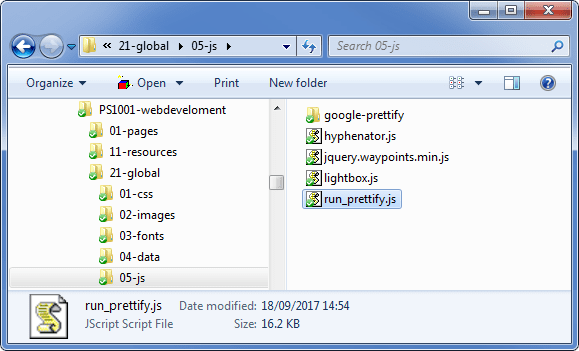 « 21-global 05-js Search 05-js
Organize Open Print New folder
PS1001-webdeveloment
01-pages
11-resources
21-global
01-css
02-images
03-fonts
04-data
05-js
google-prettify
hyphenator.js
jquery.waypoints.min.js
lightbox.js
run_prettify.js
run_prettify.js Date modified: 18/09/2017 14:54
JScript Script File Size: 16.2 KB